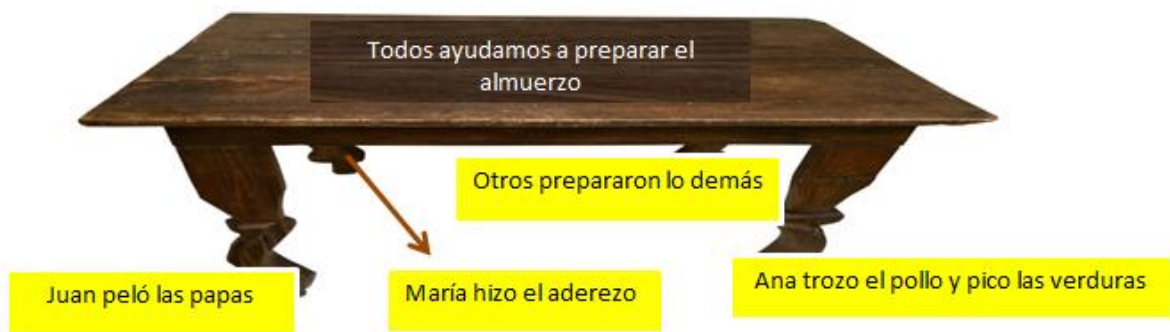 Todos ayudamos a preparar el
almuerzo
Otros prepararon lo demás
Juan peló las papas
María hizo el aderezo
Ana trozo el pollo y pico las verduras